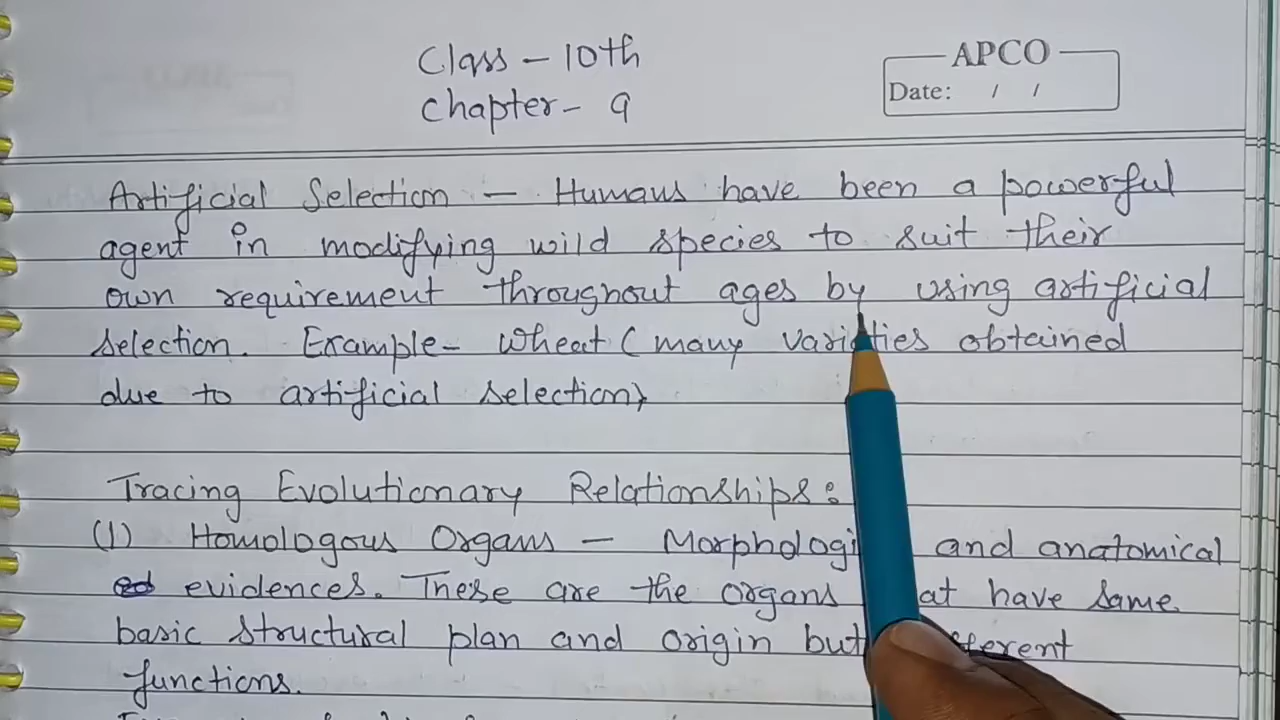 Class - 10th
Chapter - 9
APCO
Date: / /
Artificial Selection - Humans have been a powerful
agent in modifying wild species to suit their
own requirement throughout ages by using artificial
selection. Example - Wheat (many varieties obtained
due to artificial selection)
Tracing Evolutionary Relationships:
(1) Homologous Organs - Morphologi and anatomical
evidences. These are the organs at have same
basic structural plan and origin but fferent
functions.